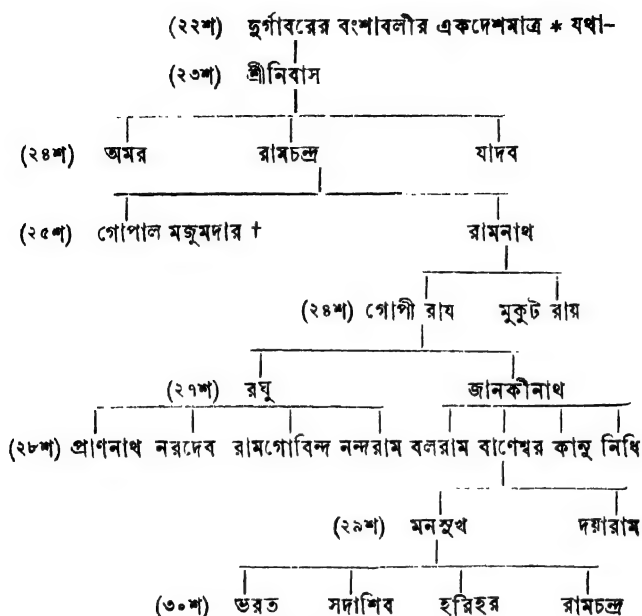 (২২শ) দুর্গাবরের বংশাবলীর একদেশমাত্র * যথা-
(২৩শ) শ্রীনিবাস
(২৪শ) অমর রামচন্দ্র যাদব
(২৫শ) গোপাল মজুমদার † রামনাথ
(২৪শ) গোপী রায মুকুট রায়
(২৭শ) রঘু জানকীনাথ
(২৮শ) প্রাণনাথ নরদেব রামগোবিন্দ নন্দরাম বলরাম বাণেশ্বর কানু নিধি
(২৯শ) মনসুখ দয়ারাম
(৩০শ) ভরত সদাশিব হরিহর রামচন্দ্র